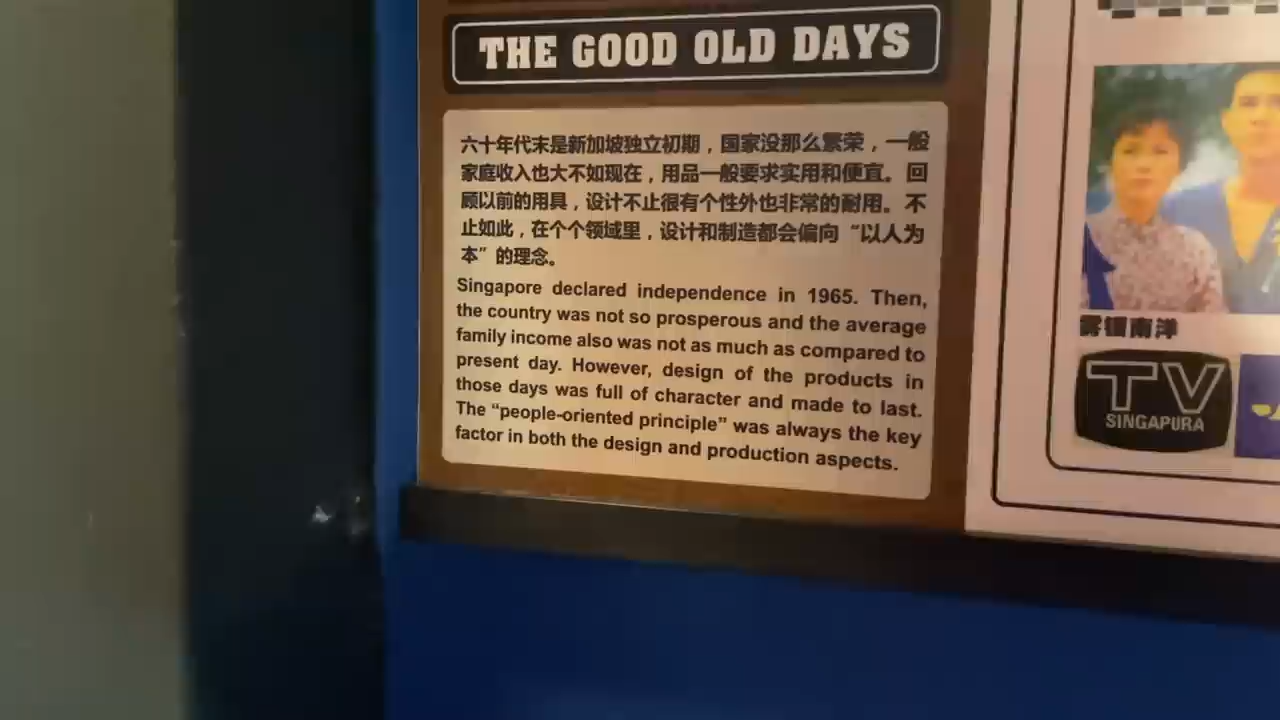 THE GOOD OLD DAYS
六十年代末是新加坡独立初期，国家没那么繁荣，一般
家庭收入也大不如现在，用品一般要求实用和便宜。回
顾以前的用具，设计不止很有个性外也非常的耐用。不
止如此，在个个领域里，设计和制造都会偏向“以人为
本”的理念。
Singapore declared independence in 1965. Then,
the country was not so prosperous and the average
family income also was not as much as compared to
present day. However, design of the products in
those days was full of character and made to last.
The “people-oriented principle” was always the key
factor in both the design and production aspects.
雾锁南洋
TV
SINGAPURA